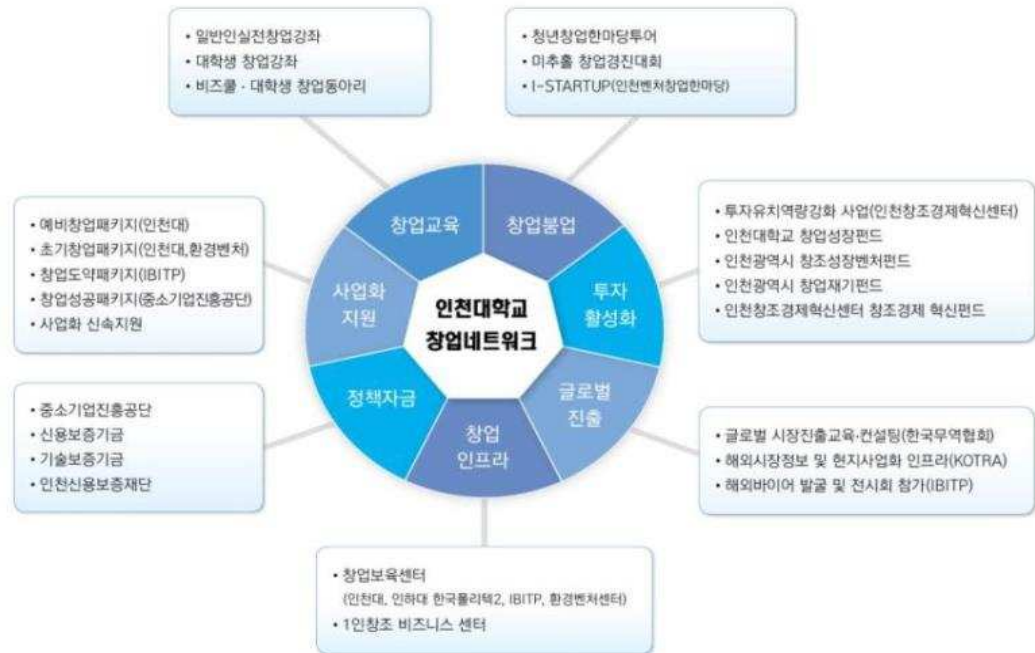 • 일반인실전창업강좌
• 대학생 창업강좌
• 비즈쿨 · 대학생 창업동아리
• 청년창업한마당투어
• 미추홀 창업경진대회
• I-STARTUP(인천벤처창업한마당)
창업교육
창업붐업
• 예비창업패키지(인천대)
• 초기창업패키지(인천대,환경벤처)
• 창업도약패키지(IBITP)
• 창업성공패키지(중소기업진흥공단)
• 사업화 신속지원
사업화
지원
인천대학교
창업네트워크
투자
활성화
• 투자유치역량강화 사업(인천창조경제혁신센터)
• 인천대학교 창업성장펀드
• 인천광역시 창조성장벤처펀드
• 인천광역시 창업재기펀드
• 인천창조경제혁신센터 창조경제 혁신펀드
정책자금
창업
인프라
글로벌
진출
• 중소기업진흥공단
• 신용보증기금
• 기술보증기금
• 인천신용보증재단
• 글로벌 시장진출교육·컨설팅(한국무역협회)
• 해외시장정보 및 현지사업화 인프라(KOTRA)
• 해외바이어 발굴 및 전시회 참가(IBITP)
• 창업보육센터
(인천대, 인하대 한국폴리텍2, IBITP, 환경벤처센터)
• 1인창조 비즈니스 센터